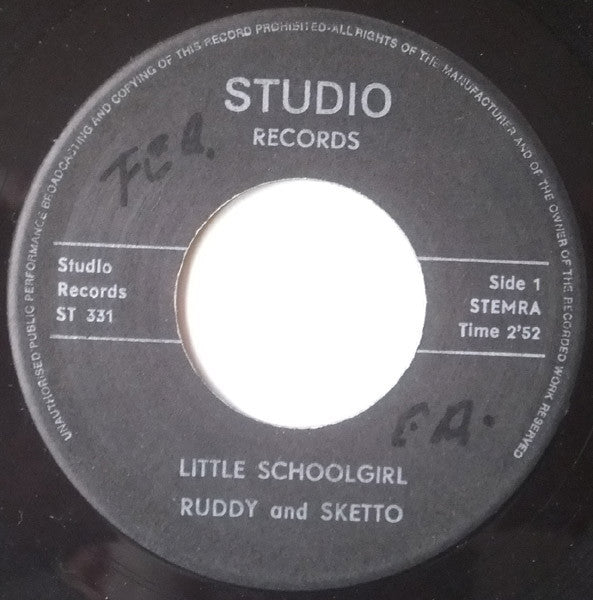 UNAUTHORISED PUBLIC PERFORMANCE BROADCASTING AND COPYING OF THIS RECORD PROHIBITED-ALL RIGHTS OF THE MANUFACTURER AND OF THE OWNER OF THE RECORDED WORK RESERVED
STUDIO
RECORDS
Studio
Records
ST 331
Side 1
STEMRA
Time 2'52
LITTLE SCHOOLGIRL
RUDDY and SKETTO